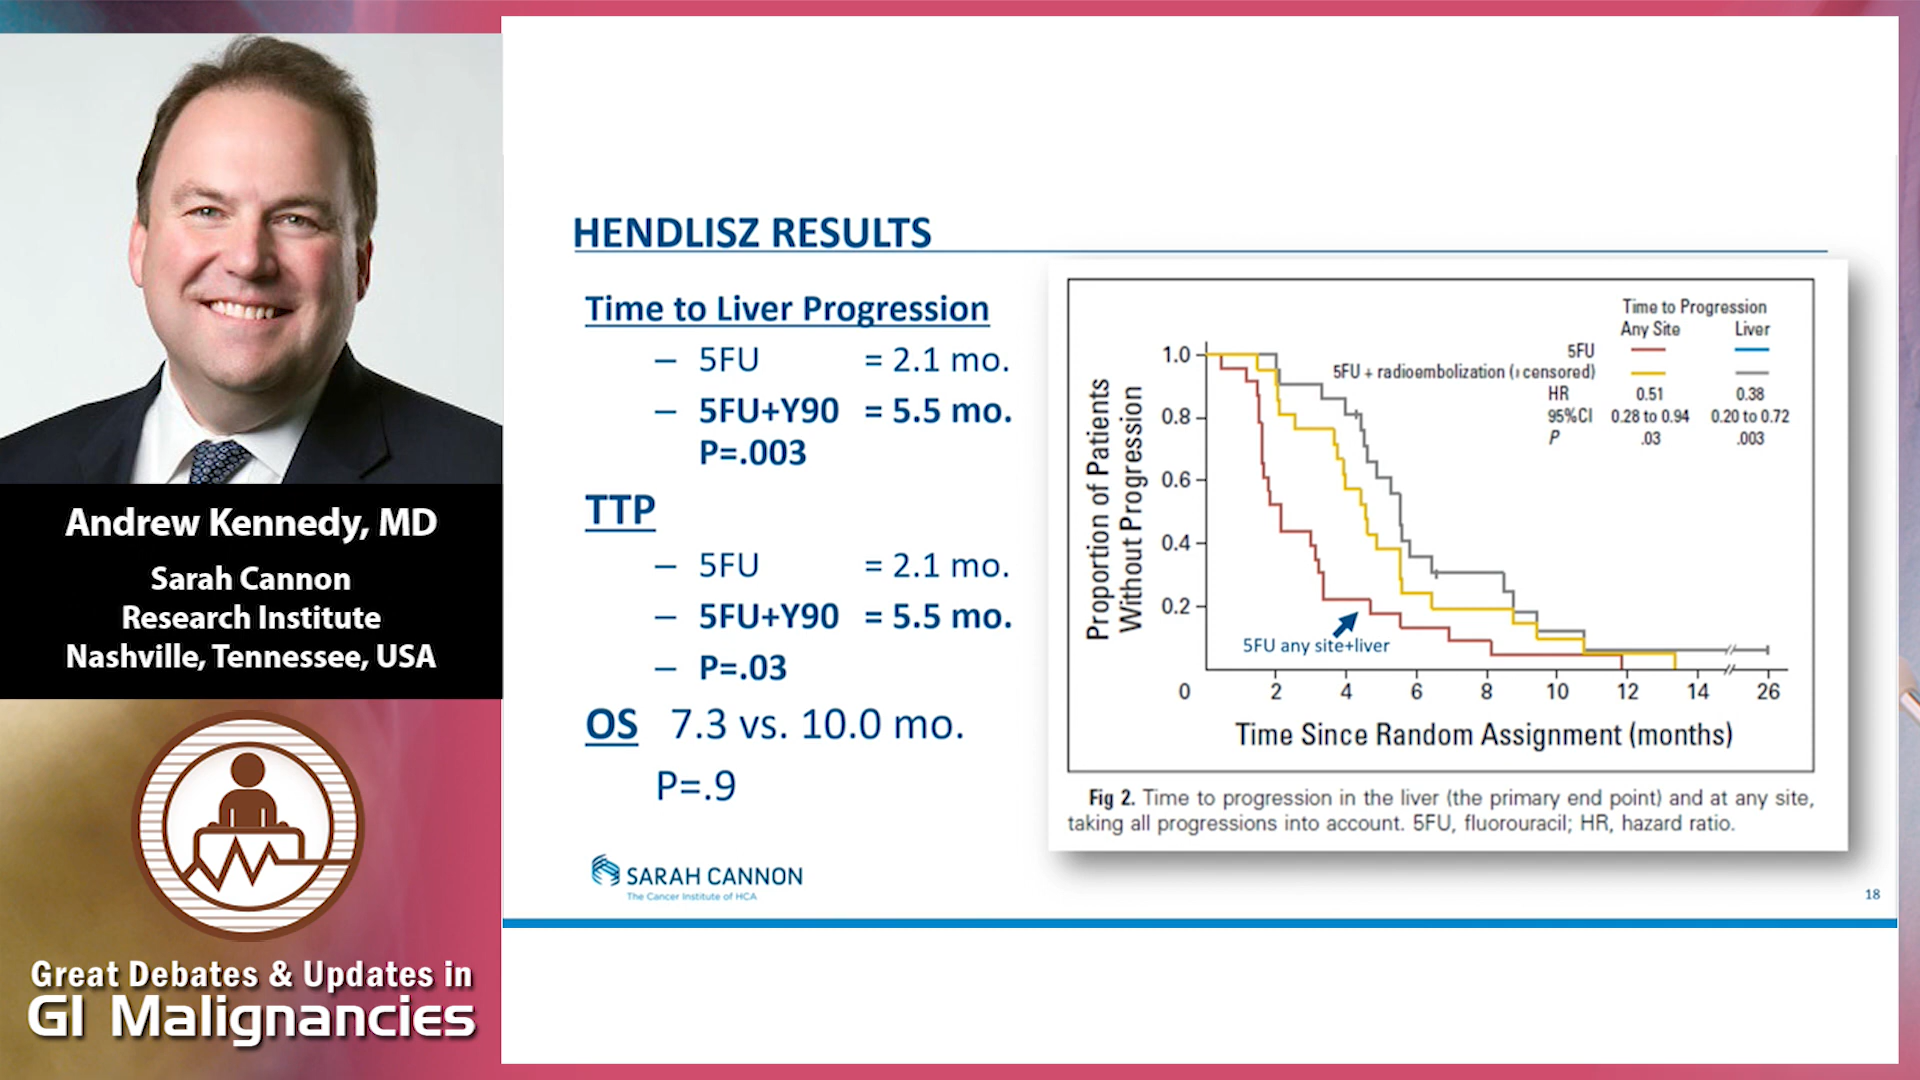 Andrew Kennedy, MD
Sarah Cannon
Research Institute
Nashville, Tennessee, USA
Great Debates & Updates in
GI Malignancies
HENDLISZ RESULTS
Time to Liver Progression
– 5FU = 2.1 mo.
– 5FU+Y90 = 5.5 mo.
P=.003
TTP
– 5FU = 2.1 mo.
– 5FU+Y90 = 5.5 mo.
– P=.03
OS 7.3 vs. 10.0 mo.
P=.9
SARAH CANNON
The Cancer Institute of HCA
Time to Progression
Any Site Liver
5FU
5FU + radioembolization (ı censored)
HR 0.51 0.38
95%CI 0.28 to 0.94 0.20 to 0.72
P .03 .003
Proportion of Patients
Without Progression
1.0
0.8
0.6
0.4
0.2
5FU any site+liver
0 2 4 6 8 10 12 14 26
Time Since Random Assignment (months)
Fig 2. Time to progression in the liver (the primary end point) and at any site,
taking all progressions into account. 5FU, fluorouracil; HR, hazard ratio.
18